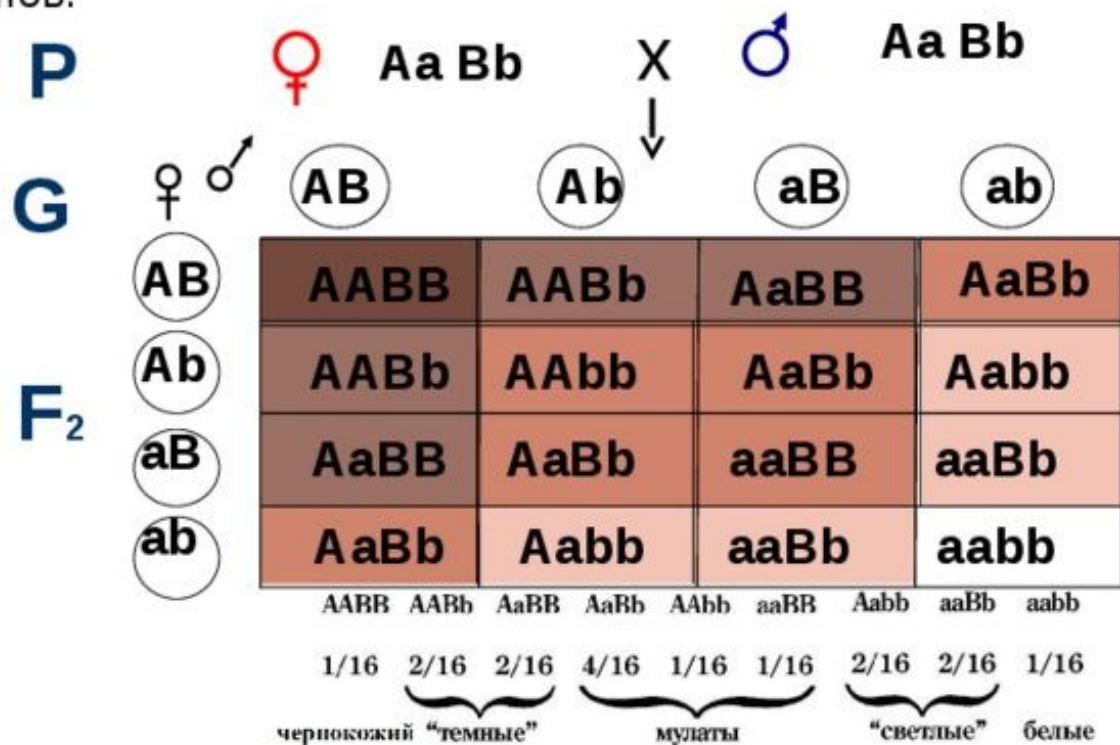 P ♀ Aa Bb X ♂ Aa Bb
G ♀ ♂ AB Ab aB ab
AB AABB AABb AaBB AaBb
F2
Ab AABb AAbb AaBb Aabb
aB AaBB AaBb aaBB aaBb
ab AaBb Aabb aaBb aabb
AABB AABb AaBB AaBb AAbb aaBB Aabb aaBb aabb
1/16 2/16 2/16 4/16 1/16 1/16 2/16 2/16 1/16
чернокожий "темные" мулаты "светлые" белые